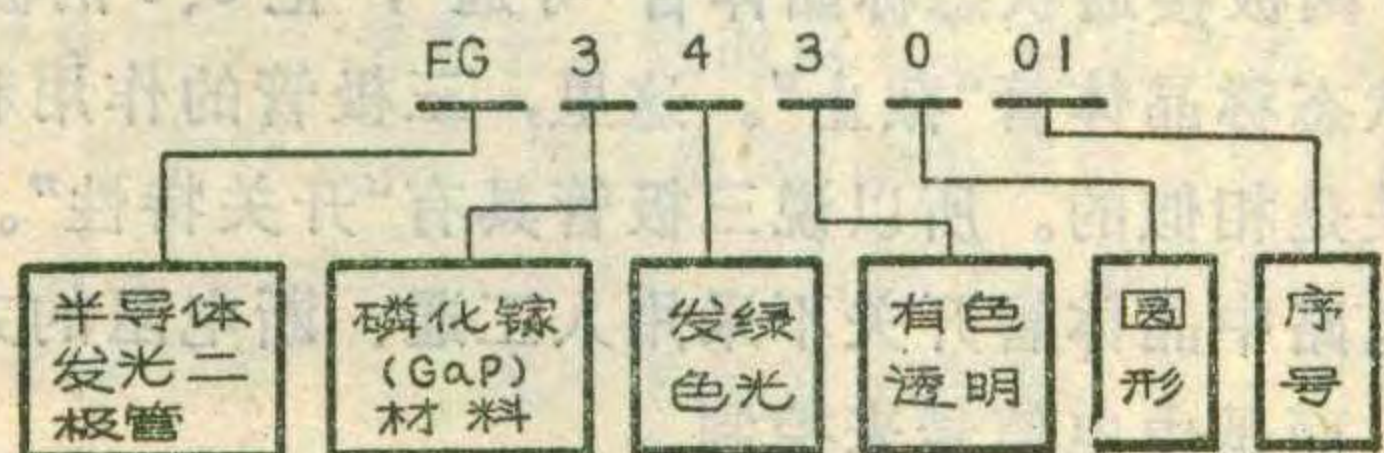 FG 3 4 3 0 01
半导体
发光二
极管
磷化镓
(GaP)
材料
发绿
色光
有色
透明
圆
形
序
号